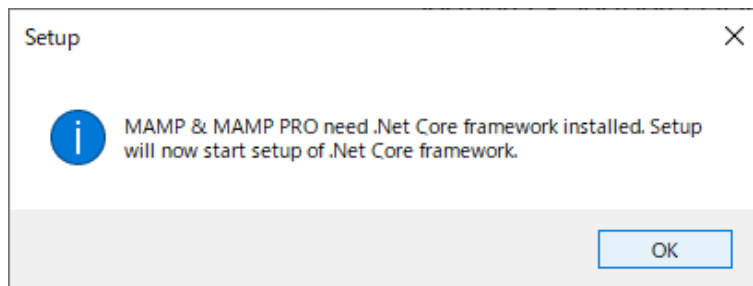 Setup
MAMP & MAMP PRO need .Net Core framework installed. Setup
will now start setup of .Net Core framework.
OK